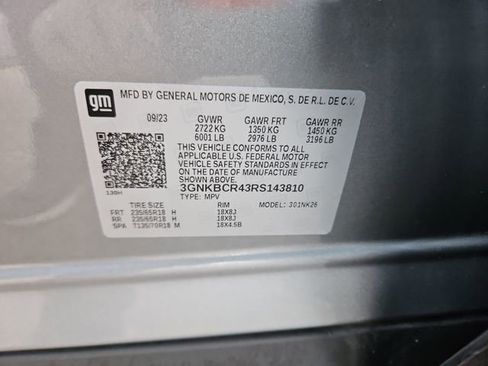 gm
MFD BY GENERAL MOTORS DE MEXICO, S. DE R.L. DE C.V.
09/23 GVWR GAWR FRT GAWR RR
2722 KG 1350 KG 1450 KG
6001 LB 2976 LB 3196 LB
THIS VEHICLE CONFORMS TO ALL
APPLICABLE U.S. FEDERAL MOTOR
VEHICLE SAFETY STANDARDS IN
EFFECT ON THE DATE OF
MANUFACTURE SHOWN ABOVE.
3GNKBCR43RS143810
TYPE: MPV MODEL: 301NK26
138H
TIRE SIZE RIM
FRT 235/65R18 H 18X8J
RR 235/65R18 H 18X8J
SPA T135/70R18 M 18X4.5B